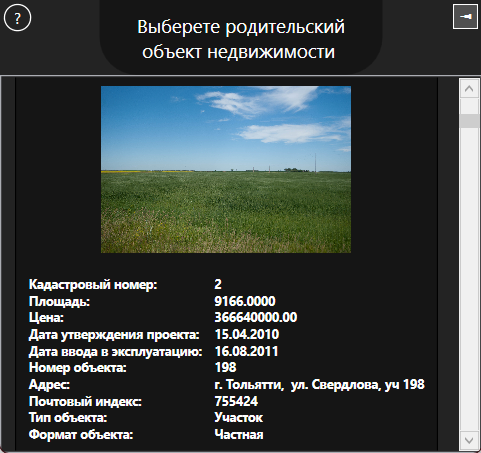 ?
Выберете родительский
объект недвижимости
Кадастровый номер: 2
Площадь: 9166.0000
Цена: 366640000.00
Дата утверждения проекта: 15.04.2010
Дата ввода в эксплуатацию: 16.08.2011
Номер объекта: 198
Адрес: г. Тольятти, ул. Свердлова, уч 198
Почтовый индекс: 755424
Тип объекта: Участок
Формат объекта: Частная